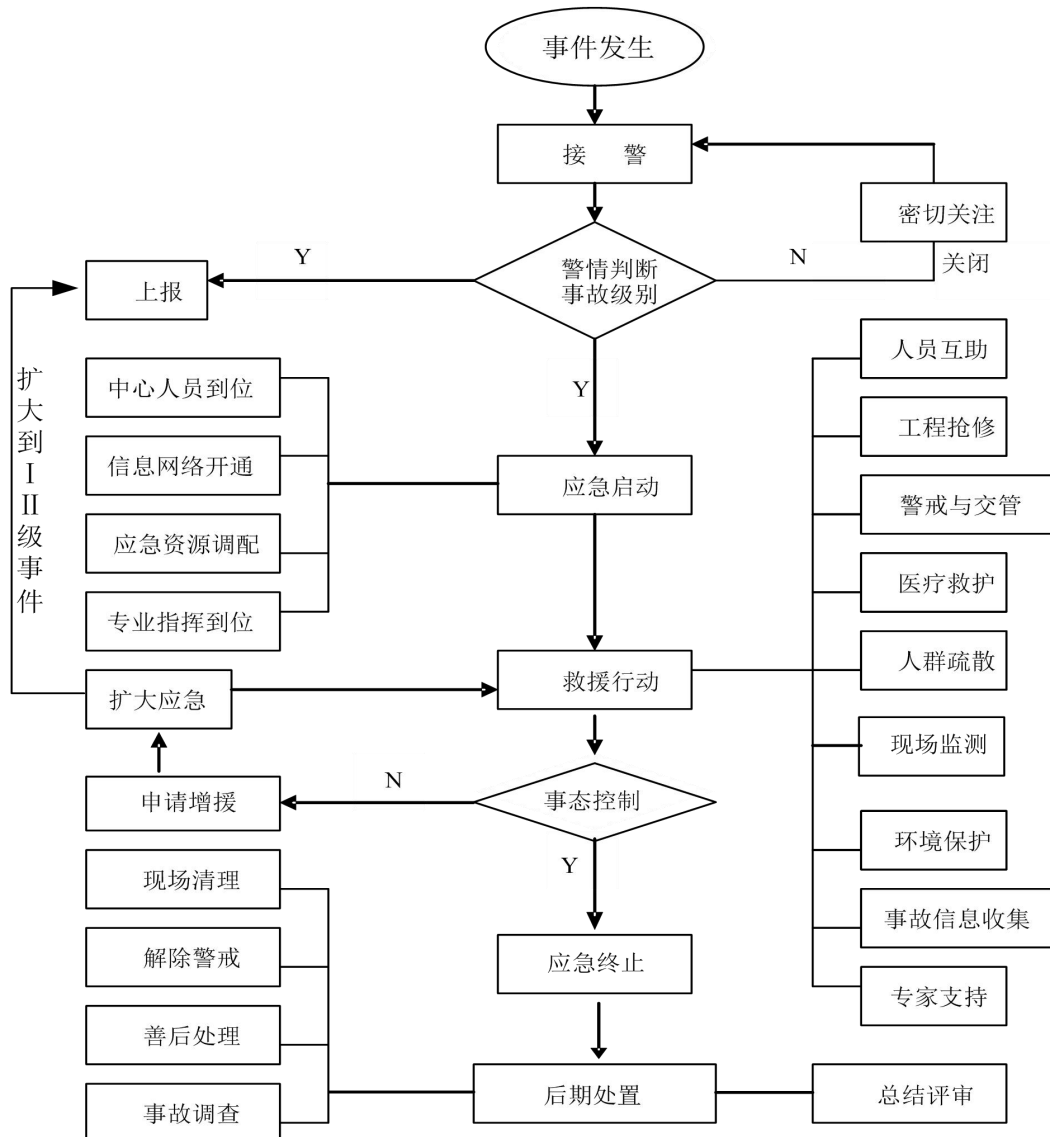 事件发生
接 警
密切关注
Y
警情判断
事故级别
N
关闭
上报
Y
扩大到ⅠⅡ级事件
中心人员到位
信息网络开通
应急资源调配
专业指挥到位
应急启动
人员互助
工程抢修
警戒与交管
医疗救护
人群疏散
现场监测
环境保护
事故信息收集
专家支持
扩大应急
救援行动
申请增援
N
事态控制
Y
现场清理
解除警戒
善后处理
事故调查
应急终止
后期处置
总结评审